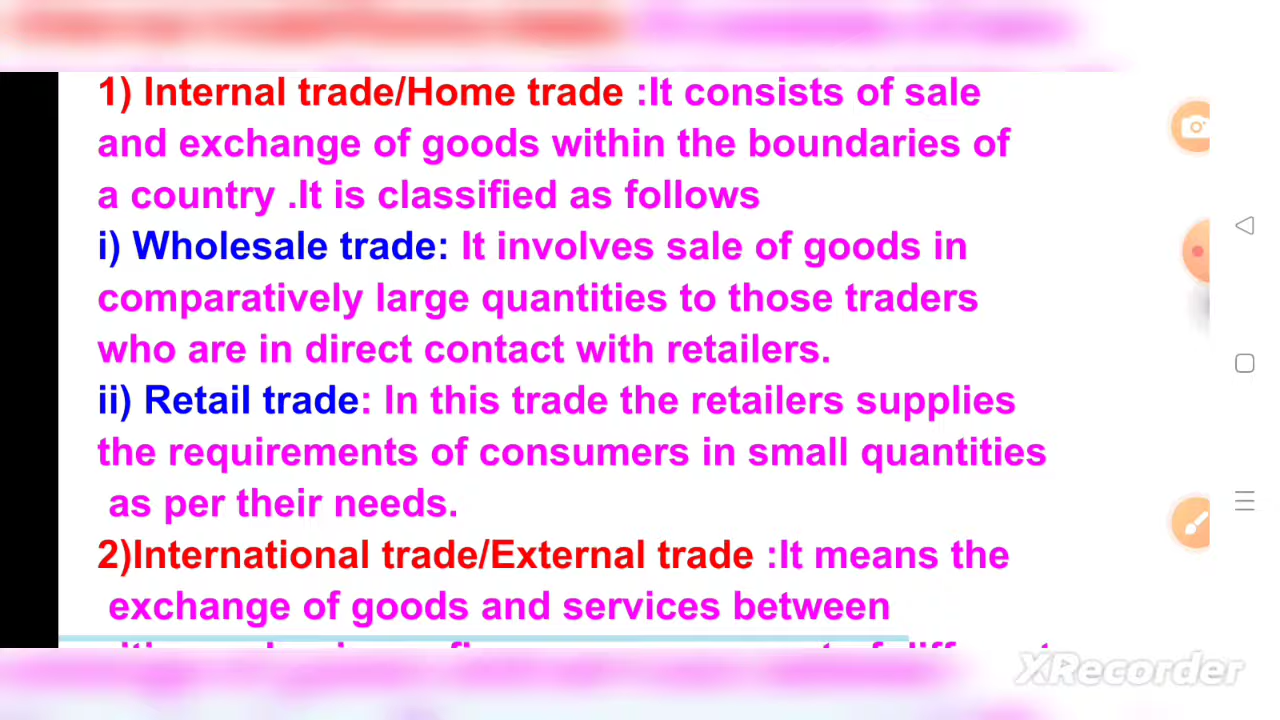 1) Internal trade/Home trade :It consists of sale
and exchange of goods within the boundaries of
a country .It is classified as follows
i) Wholesale trade: It involves sale of goods in
comparatively large quantities to those traders
who are in direct contact with retailers.
ii) Retail trade: In this trade the retailers supplies
the requirements of consumers in small quantities
as per their needs.
2)International trade/External trade :It means the
exchange of goods and services between
XRecorder